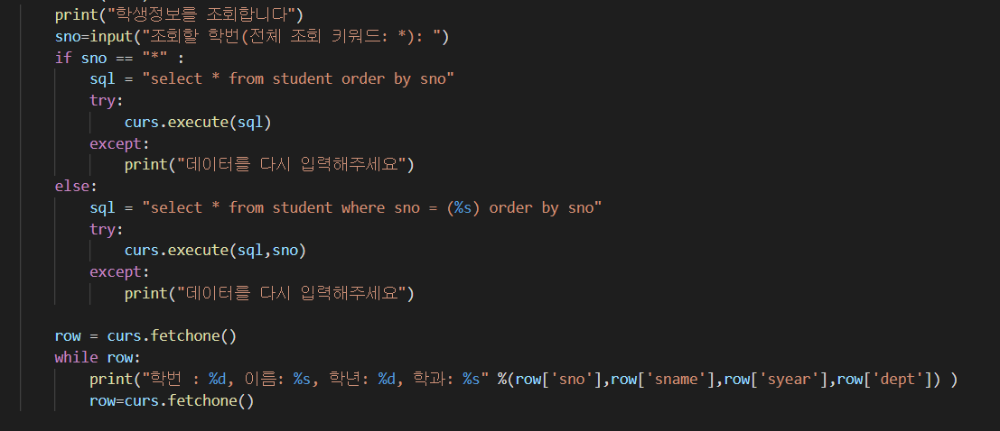 print("학생정보를 조회합니다")
sno=input("조회할 학번(전체 조회 키워드: *): ")
if sno == "*" :
    sql = "select * from student order by sno"
    try:
        curs.execute(sql)
    except:
        print("데이터를 다시 입력해주세요")
else:
    sql = "select * from student where sno = (%s) order by sno"
    try:
        curs.execute(sql,sno)
    except:
        print("데이터를 다시 입력해주세요")

row = curs.fetchone()
while row:
    print("학번 : %d, 이름: %s, 학년: %d, 학과: %s" %(row['sno'],row['sname'],row['syear'],row['dept']) )
    row=curs.fetchone()